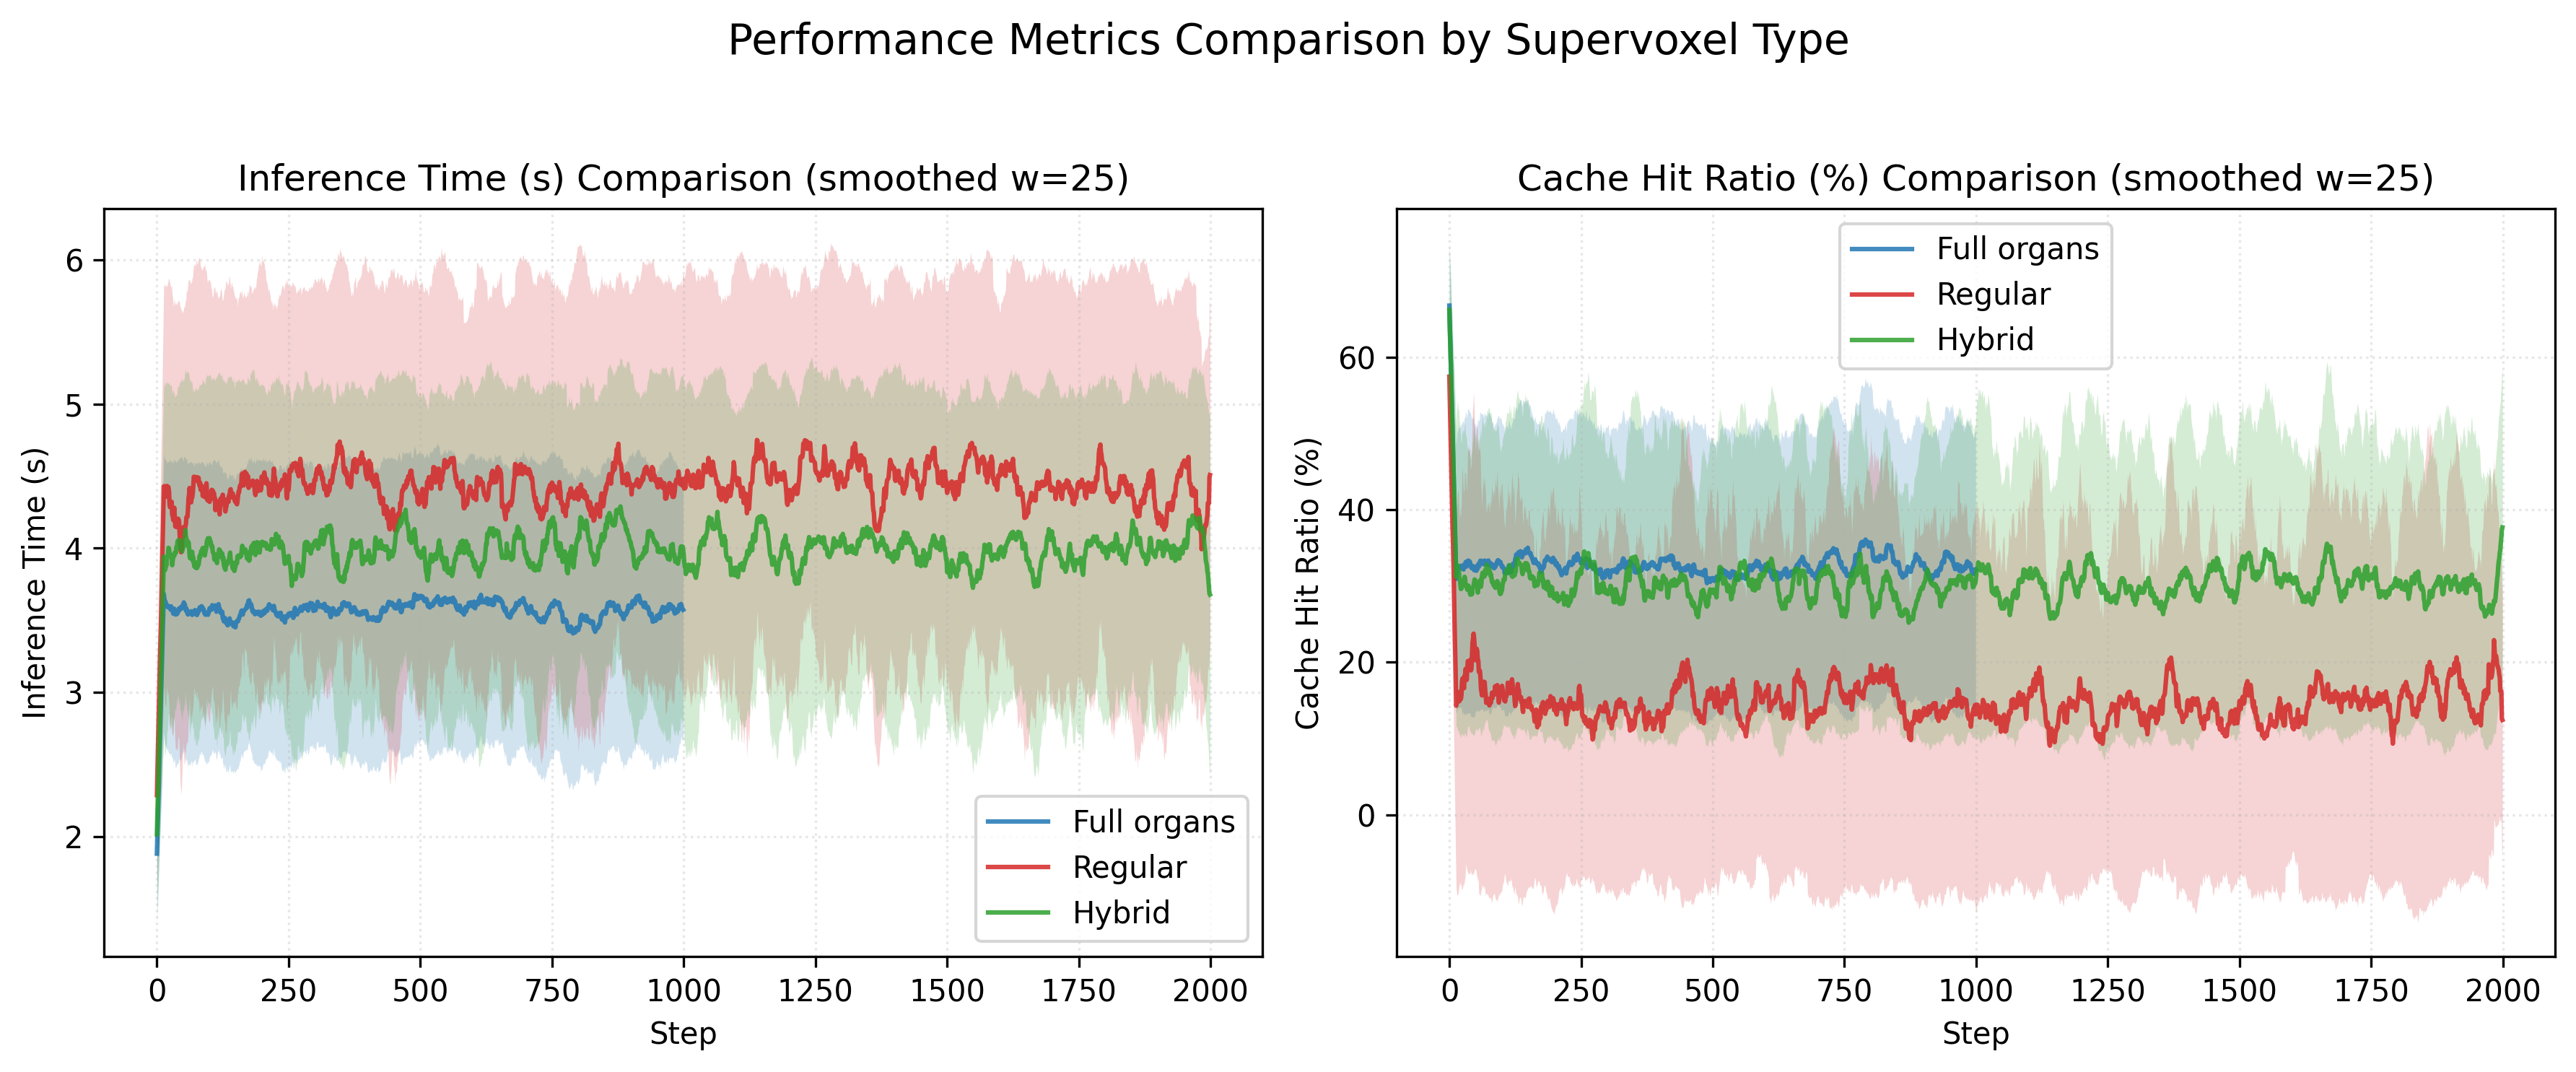 Performance Metrics Comparison by Supervoxel Type
Inference Time (s) Comparison (smoothed w=25)
Inference Time (s)
6
5
4
3
2
0 250 500 750 1000 1250 1500 1750 2000
Step
Full organs
Regular
Hybrid
Cache Hit Ratio (%) Comparison (smoothed w=25)
Cache Hit Ratio (%)
60
40
20
0
0 250 500 750 1000 1250 1500 1750 2000
Step
Full organs
Regular
Hybrid